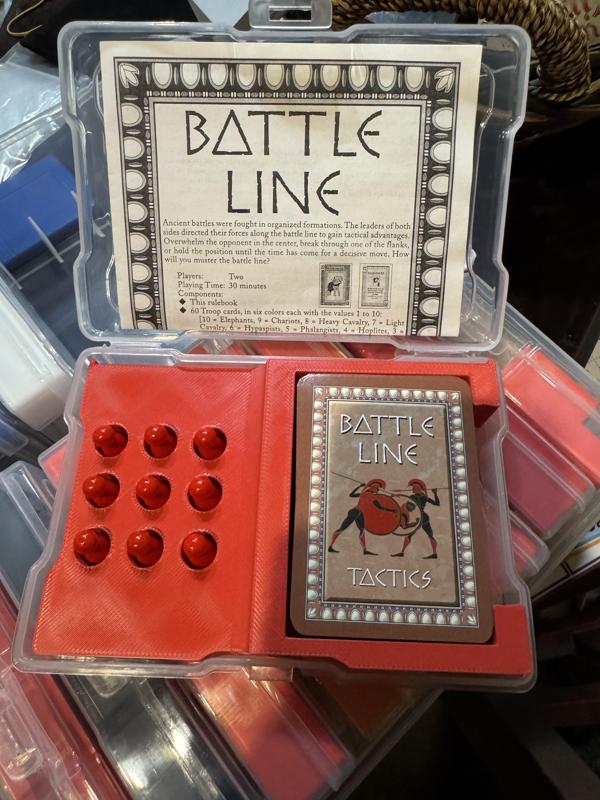 BATTLE
LINE
Ancient battles were fought in organized formations. The leaders of both
sides directed their forces along the battle line to gain tactical advantages.
Overwhelm the opponent in the center, break through one of the flanks,
or hold the position until the time has come for a decisive move. How
will you muster the battle line?
Players: Two
Playing Time: 30 minutes
Components:
◆ This rulebook
◆ 60 Troop cards, in six colors each with the values 1 to 10:
[10 = Elephants, 9 = Chariots, 8 = Heavy Cavalry, 7 = Light
Cavalry, 6 = Hypaspists, 5 = Phalangists, 4 = Hoplites, 3 =
BATTLE
LINE
TACTICS